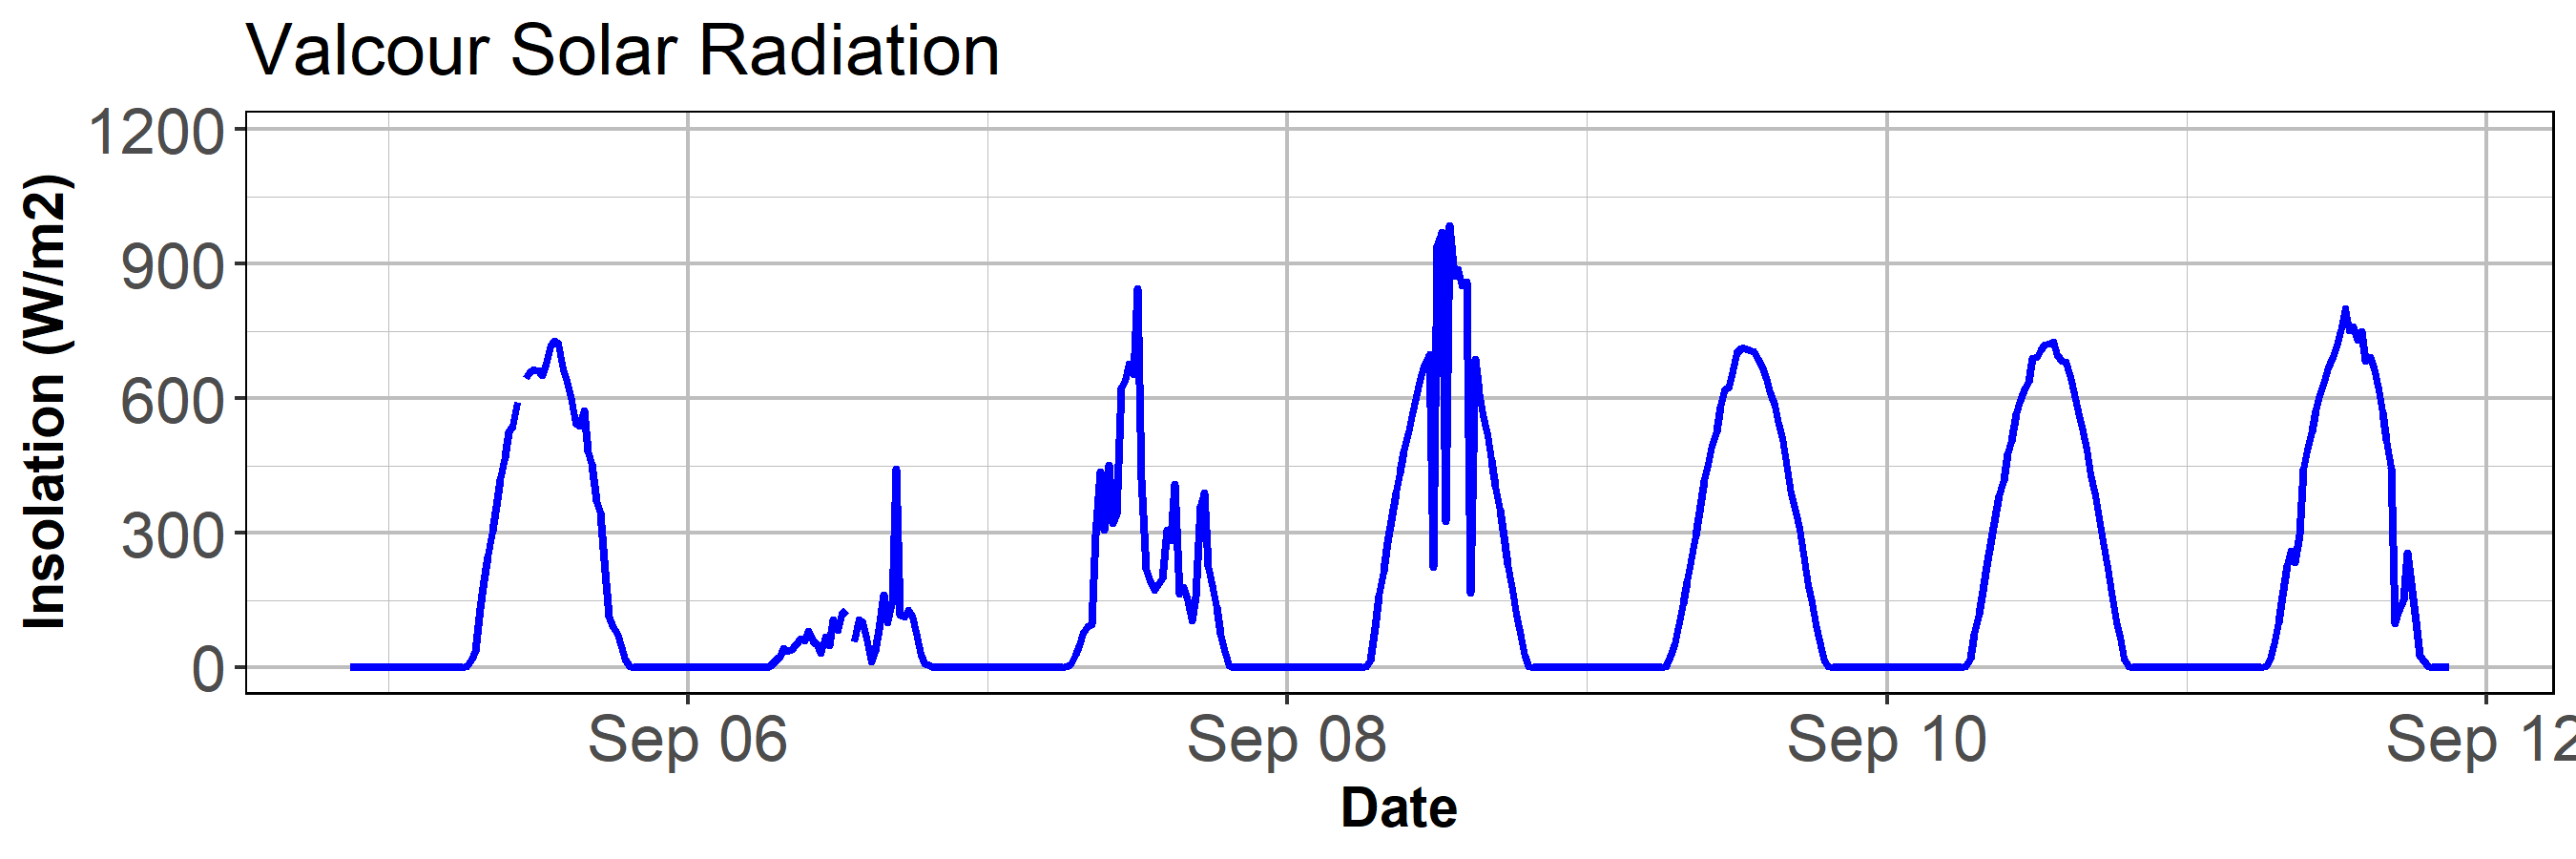 Valcour Solar Radiation
1200
900
600
300
0
Insolation (W/m2)
Sep 06 Sep 08 Sep 10 Sep 12
Date